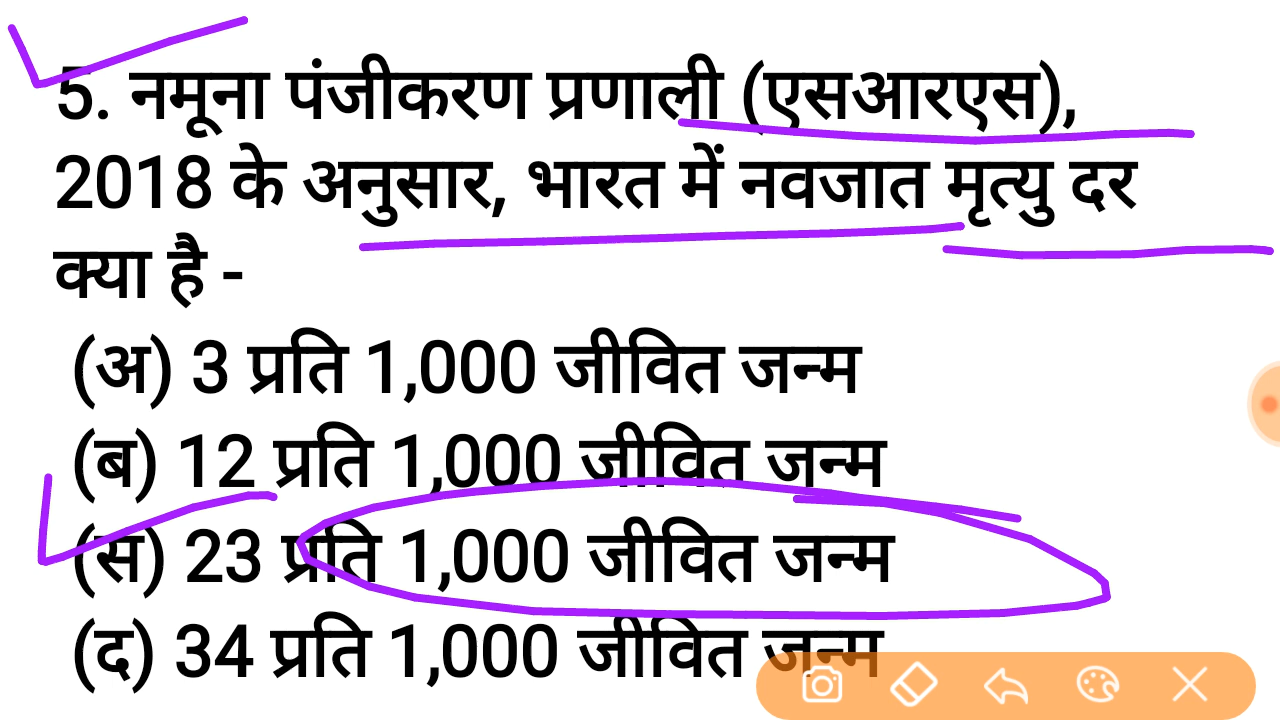 5. नमूना पंजीकरण प्रणाली (एसआरएस),
2018 के अनुसार, भारत में नवजात मृत्यु दर
क्या है -
(अ) 3 प्रति 1,000 जीवित जन्म
(ब) 12 प्रति 1,000 जीवित जन्म
(स) 23 प्रति 1,000 जीवित जन्म
(द) 34 प्रति 1,000 जीवित जन्म